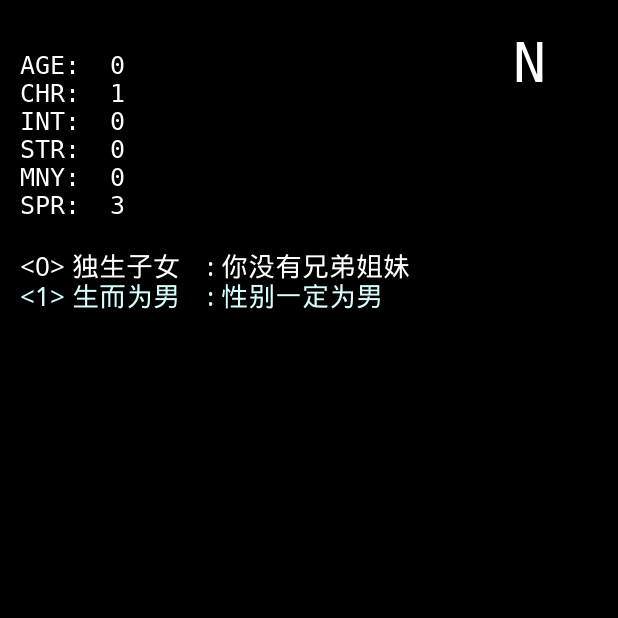 N
AGE: 0
CHR: 1
INT: 0
STR: 0
MNY: 0
SPR: 3
<0> 独生子女 :你没有兄弟姐妹
<1> 生而为男 :性别一定为男